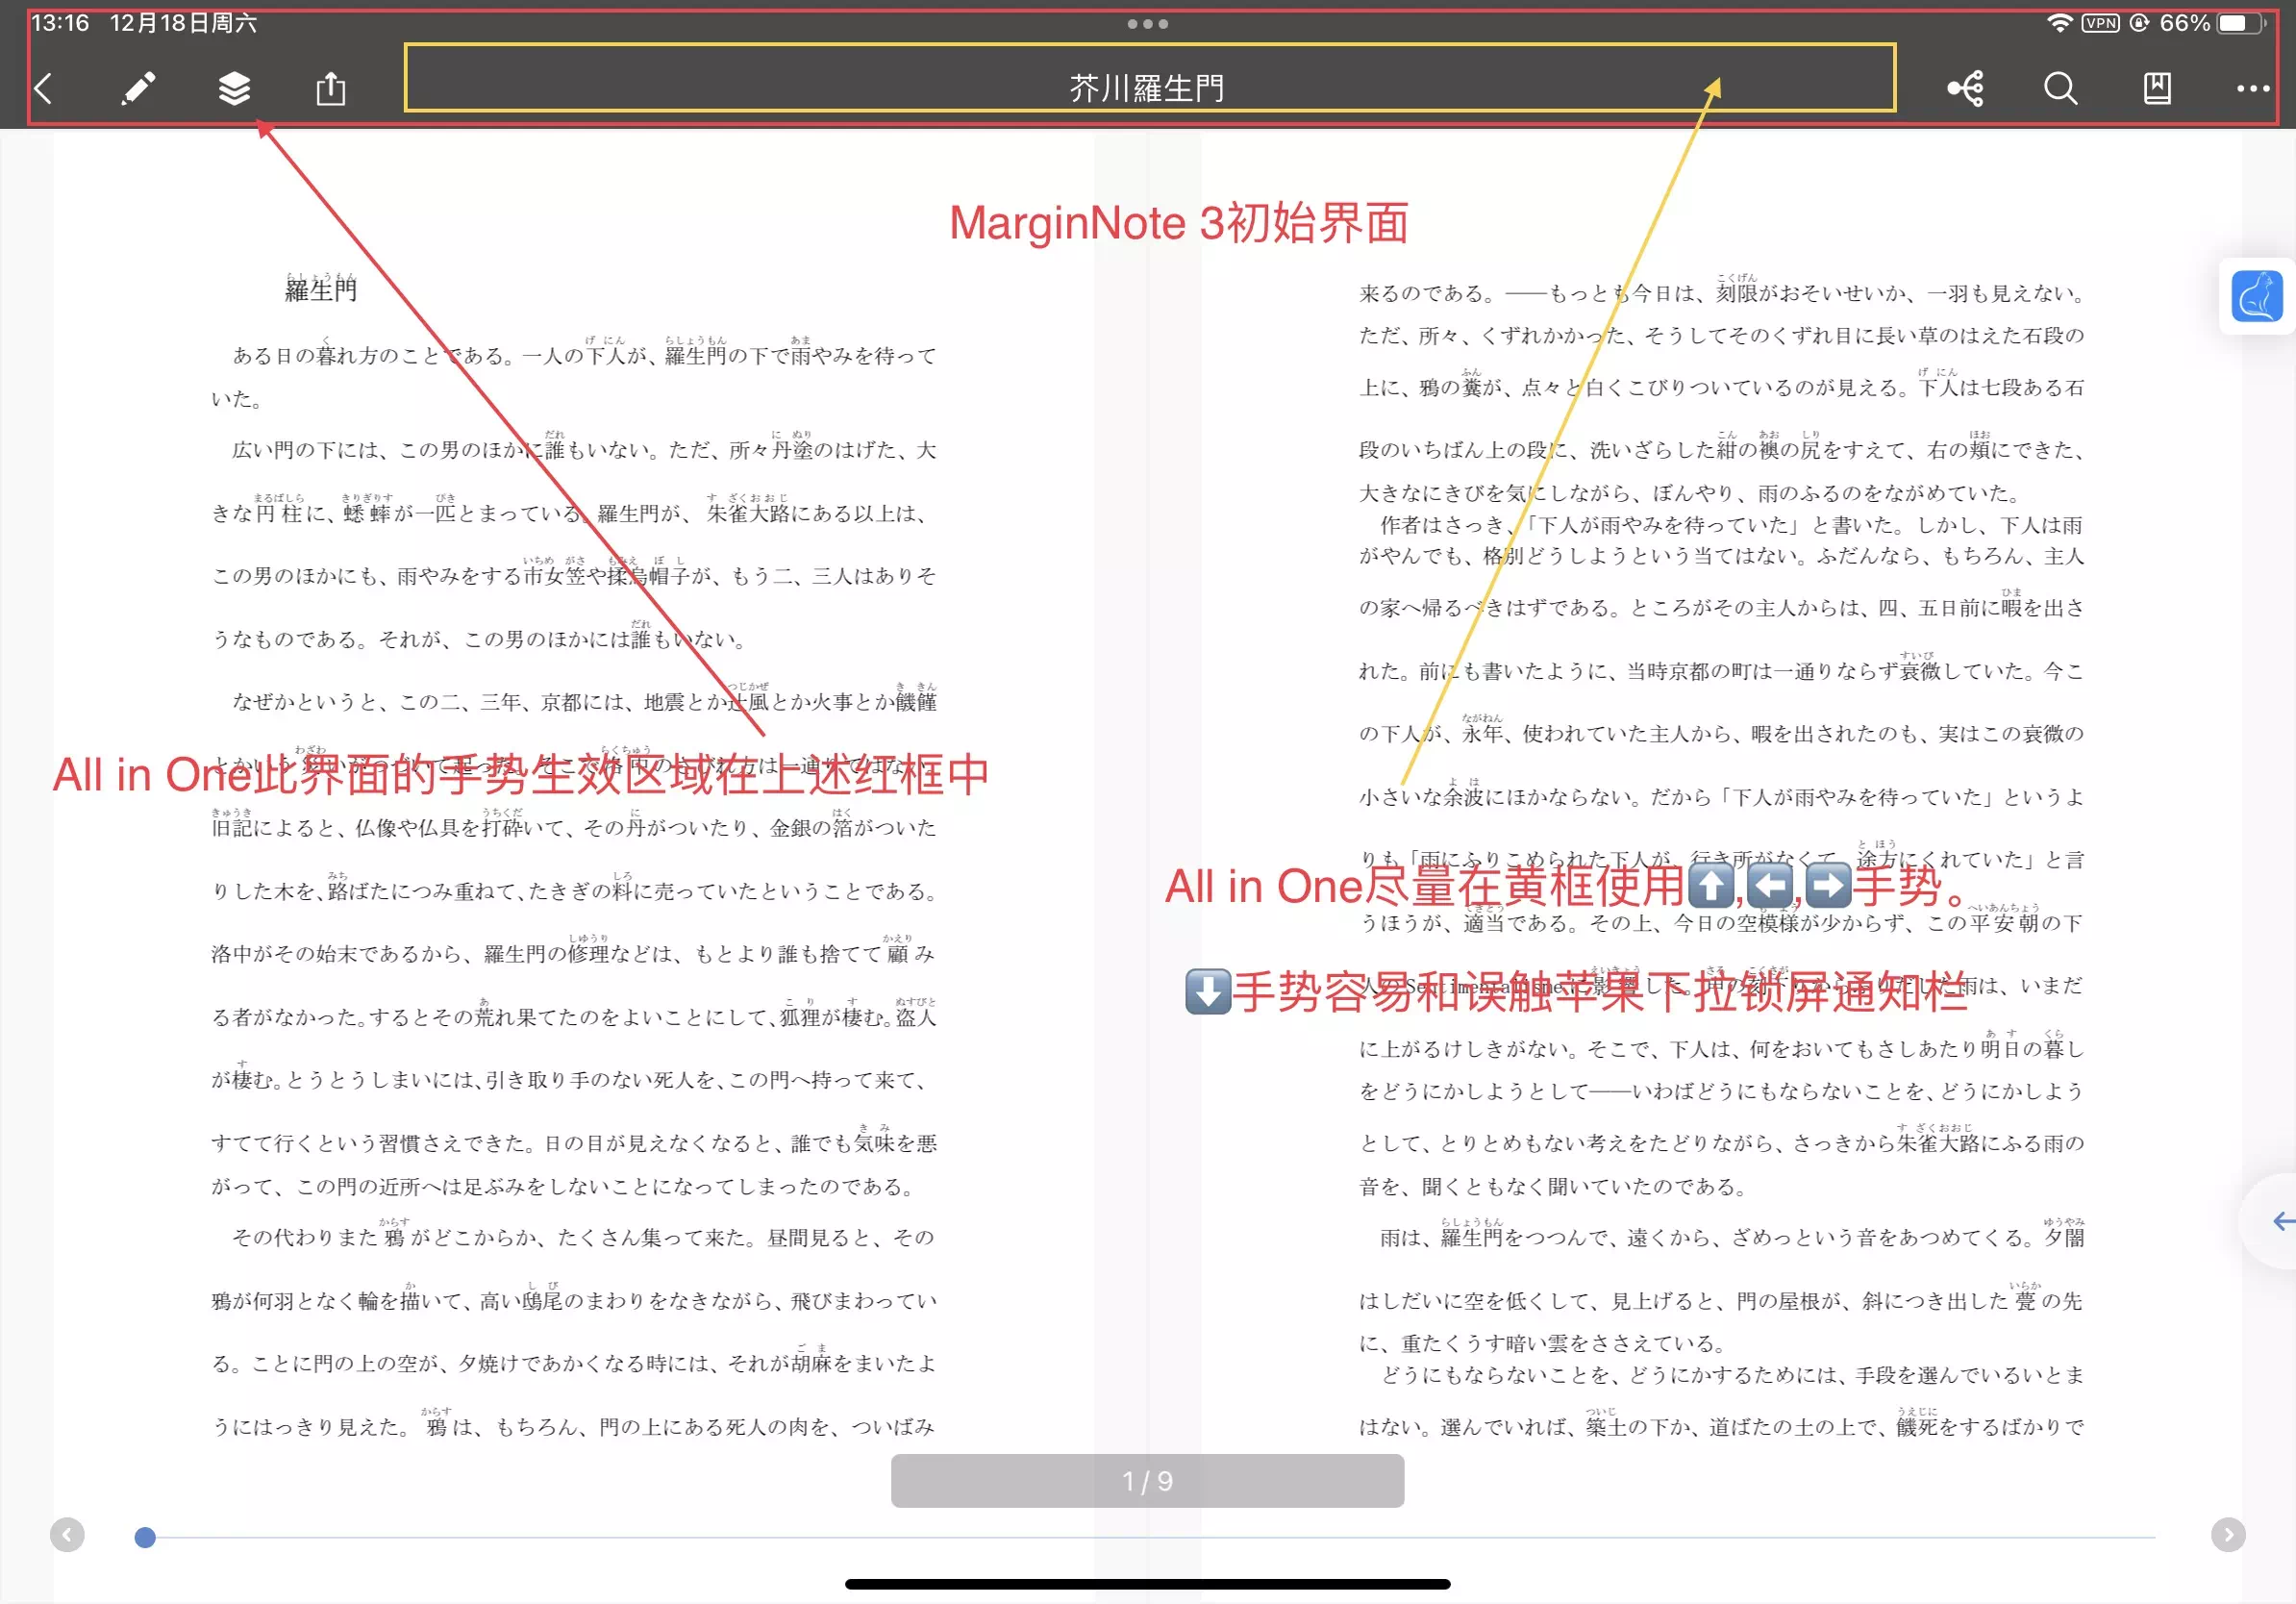 13:16 12月18日周六
VPN 66%
芥川羅生門
MarginNote 3初始界面
羅生門
ある日の暮れ方のことである。一人の下人が、羅生門の下で雨やみを待って
いた。
広い門の下には、この男のほかに誰もいない。ただ、所々丹塗のはげた、大
きな円柱に、蟋蟀が一匹とまっている。羅生門が、朱雀大路にある以上は、
この男のほかにも、雨やみをする市女笠や揉烏帽子が、もう二、三人はありそ
うなものである。それが、この男のほかには誰もいない。
なぜかというと、この二、三年、京都には、地震とか辻風とか火事とか饑饉
All in One此界面的手势生效区域在上述红框中
旧記によると、仏像や仏具を打砕いて、その丹がついたり、金銀の箔がついた
りした木を、路ばたにつみ重ねて、たきぎの料に売っていたということである。
洛中がその始末であるから、羅生門の修理などは、もとより誰も捨てて顧み
る者がなかった。するとその荒れ果てたのをよいことにして、狐狸が棲む。盗人
が棲む。とうとうしまいには、引き取り手のない死人を、この門へ持って来て、
すてて行くという習慣さえできた。日の目が見えなくなると、誰でも気味を悪
がって、この門の近所へは足ぶみをしないことになってしまったのである。
その代わりまた鴉がどこからか、たくさん集って来た。昼間見ると、その
鴉が何羽となく輪を描いて、高い鴟尾のまわりをなきながら、飛びまわってい
る。ことに門の上の空が、夕焼けであかくなる時には、それが胡麻をまいたよ
うにはっきり見えた。鴉は、もちろん、門の上にある死人の肉を、ついばみ
来るのである。——もっとも今日は、刻限がおそいせいか、一羽も見えない。
ただ、所々、くずれかかった、そうしてそのくずれ目に長い草のはえた石段の
上に、鴉の糞が、点々と白くこびりついているのが見える。下人は七段ある石
段のいちばん上の段に、洗いざらした紺の襖の尻をすえて、右の頬にできた、
大きなにきびを気にしながら、ぼんやり、雨のふるのをながめていた。
作者はさっき、「下人が雨やみを待っていた」と書いた。しかし、下人は雨
がやんでも、格別どうしようという当てはない。ふだんなら、もちろん、主人
の家へ帰るべきはずである。ところがその主人からは、四、五日前に暇を出さ
れた。前にも書いたように、当時京都の町は一通りならず衰微していた。今こ
の下人が、永年、使われていた主人から、暇を出されたのも、実はこの衰微の
小さいな余波にほかならない。だから「下人が雨やみを待っていた」というよ
りも「雨にふりこめられた下人が、行き所がなくて、途方にくれていた」と言
All in One尽量在黄框使用⬆️,⬅️,➡️手势。
うほうが、適当である。その上、今日の空模様が少からず、この平安朝の下
⬇️手势容易和误触苹果下拉锁屏通知栏
に上がるけしきがない。そこで、下人は、何をおいてもさしあたり明日の暮し
をどうにかしようとして——いわばどうにもならないことを、どうにかしよう
として、とりとめもない考えをたどりながら、さっきから朱雀大路にふる雨の
音を、聞くともなく聞いていたのである。
雨は、羅生門をつつんで、遠くから、ざめっという音をあつめてくる。夕闇
はしだいに空を低くして、見上げると、門の屋根が、斜につき出した甍の先
に、重たくうす暗い雲をささえている。
どうにもならないことを、どうにかするためには、手段を選んでいるいとま
はない。選んでいれば、築土の下か、道ばたの土の上で、饑死をするばかりで
1 / 9